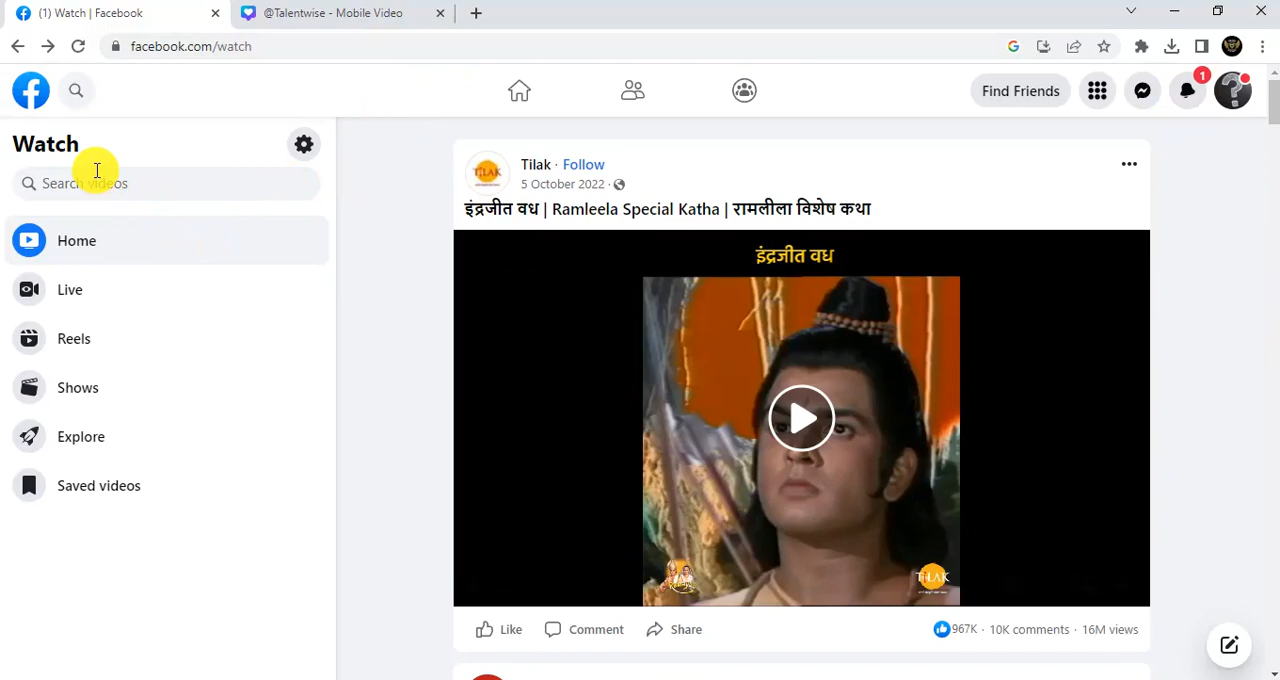 (1) Watch | Facebook
@Talentwise - Mobile Video
facebook.com/watch
Find Friends
1
Watch
Search videos
Home
Live
Reels
Shows
Explore
Saved videos
Tilak · Follow
5 October 2022 ·
इंद्रजीत वध | Ramleela Special Katha | रामलीला विशेष कथा
इंद्रजीत वध
TILAK
Like
Comment
Share
967K · 10K comments · 16M views